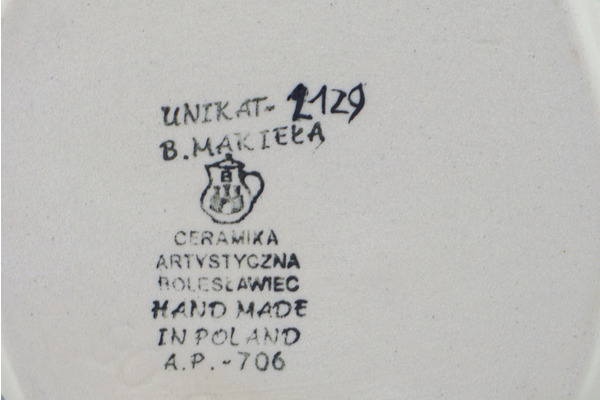 UNIKAT- 2129
B. MAKIEŁA
B
CERAMIKA
ARTYSTYCZNA
BOLESŁAWIEC
HAND MADE
IN POLAND
A.P.-706